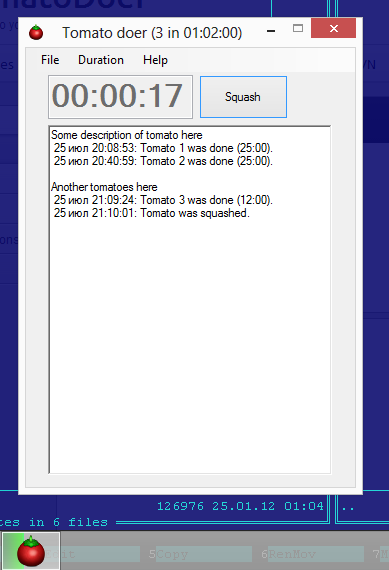 matoDoer
Tomato doer (3 in 01:02:00)
File Duration Help
00:00:17
Squash
Some description of tomato here
25 июл 20:08:53: Tomato 1 was done (25:00).
25 июл 20:40:59: Tomato 2 was done (25:00).
Another tomatoes here
25 июл 21:09:24: Tomato 3 was done (12:00).
25 июл 21:10:01: Tomato was squashed.
126976 25.01.12 01:04
..
tes in 6 files
5Copy 6RenMov 7